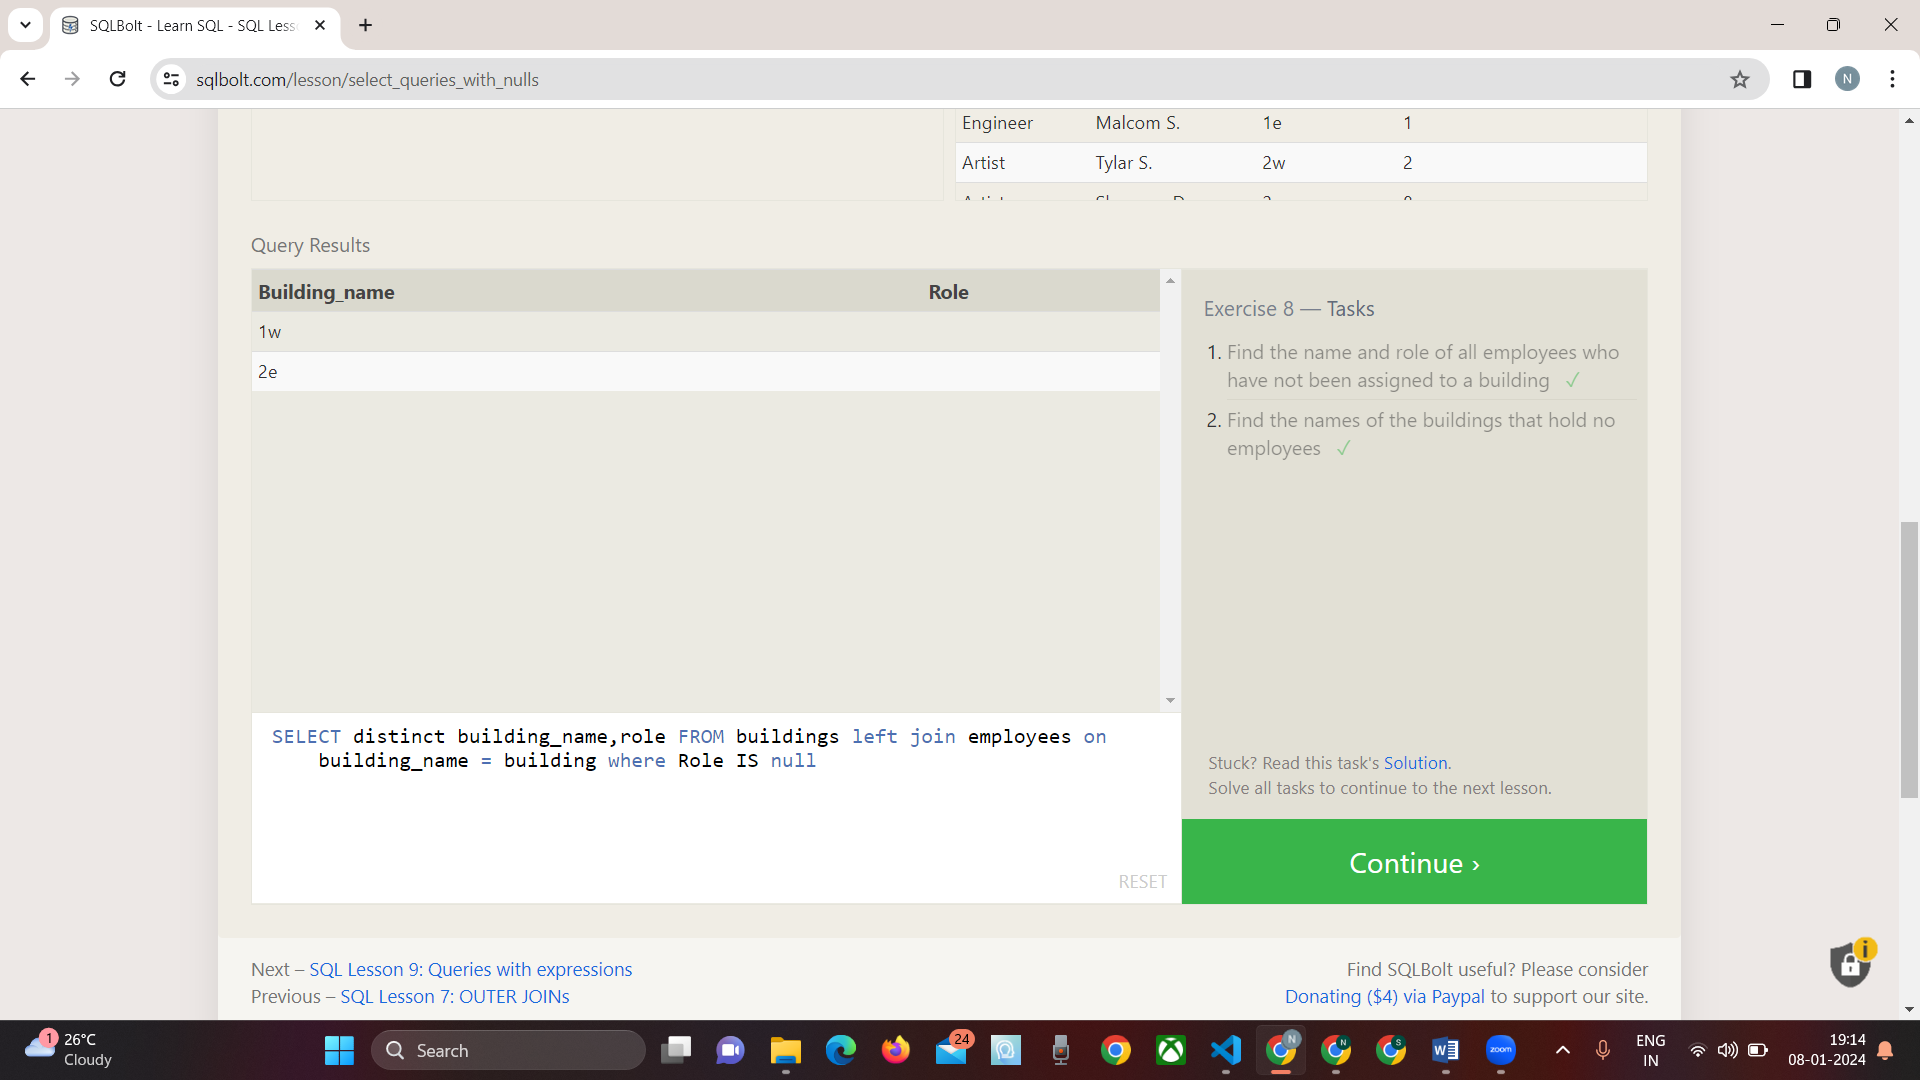 SQLBolt - Learn SQL - SQL Less
sqlbolt.com/lesson/select_queries_with_nulls
N
Engineer Malcom S. 1e 1
Artist Tylar S. 2w 2
Query Results
Building_name Role
1w
2e
Exercise 8 — Tasks
1. Find the name and role of all employees who
have not been assigned to a building ✓
2. Find the names of the buildings that hold no
employees ✓
SELECT distinct building_name,role FROM buildings left join employees on
building_name = building where Role IS null
RESET
Stuck? Read this task's Solution.
Solve all tasks to continue to the next lesson.
Continue ›
Next – SQL Lesson 9: Queries with expressions
Previous – SQL Lesson 7: OUTER JOINs
Find SQLBolt useful? Please consider
Donating ($4) via Paypal to support our site.
1
26°C
Cloudy
Search
24
N
N
S
zoom
ENG
IN
19:14
08-01-2024